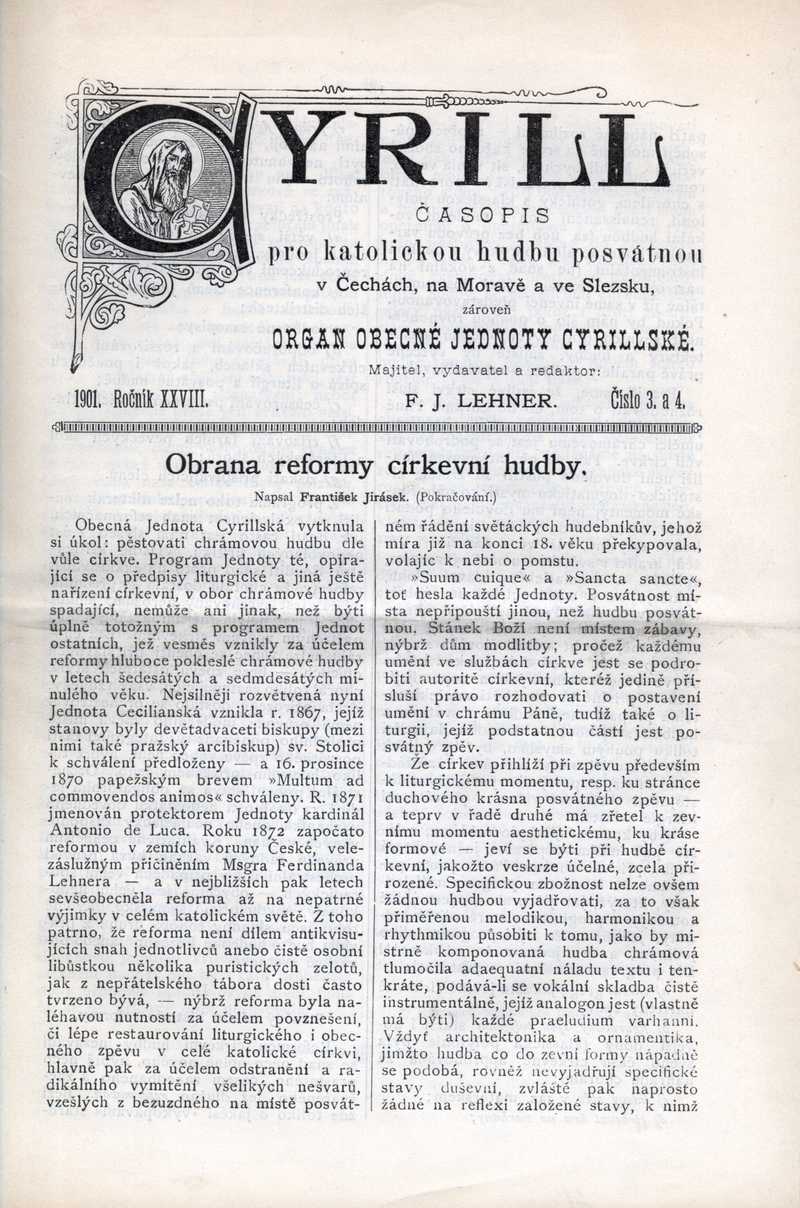 CYRILL
ČASOPIS
pro katolickou hudbu posvátnou
v Čechách, na Moravě a ve Slezsku,
zároveň
ORGAN OBECNÉ JEDNOTY CYRILLSKÉ.
Majitel, vydavatel a redaktor:
1901. Ročník XXVIII. F. J. LEHNER. Číslo 3. a 4.
Obrana reformy církevní hudby.
Napsal František Jirásek. (Pokračování.)
Obecná Jednota Cyrillská vytknula
si úkol: pěstovati chrámovou hudbu dle
vůle církve. Program Jednoty té, opíra-
jící se o předpisy liturgické a jiná ještě
nařízení církevní, v obor chrámové hudby
spadající, nemůže ani jinak, než býti
úplně totožným s programem Jednot
ostatních, jež vesměs vznikly za účelem
reformy hluboce pokleslé chrámové hudby
v letech šedesátých a sedmdesátých mi-
nulého věku. Nejsilněji rozvětvená nyní
Jednota Cecilianská vznikla r. 1867, jejíž
stanovy byly devětadvaceti biskupy (mezi
nimi také pražský arcibiskup) sv. Stolici
k schválení předloženy — a 16. prosince
1870 papežským brevem »Multum ad
commovendos animos« schváleny. R. 1871
jmenován protektorem Jednoty kardinál
Antonio de Luca. Roku 1872 započato
reformou v zemích koruny České, vele-
záslužným přičiněním Msgra Ferdinanda
Lehnera — a v nejbližších pak letech
sevšeobecněla reforma až na nepatrné
výjimky v celém katolickém světě. Z toho
patrno, že reforma není dílem antikvisu-
jících snah jednotlivců anebo čistě osobní
libůstkou několika puristických zelotů,
jak z nepřátelského tábora dosti často
tvrzeno bývá, — nýbrž reforma byla na-
léhavou nutností za účelem povznešení,
či lépe restaurování liturgického i obec-
ného zpěvu v celé katolické církvi,
hlavně pak za účelem odstranění a ra-
dikálního vymítění všelikých nešvarů,
vzešlých z bezuzdného na místě posvát-
ném řádění světáckých hudebníkův, jehož
míra již na konci 18. věku překypovala,
volajíc k nebi o pomstu.
»Suum cuique« a »Sancta sancte«,
toť hesla každé Jednoty. Posvátnost mí-
sta nepřipouští jinou, než hudbu posvát-
nou. Stánek Boží není místem zábavy,
nýbrž dům modlitby; pročež každému
umění ve službách církve jest se podro-
biti autoritě církevní, kteréž jedině pří-
sluší právo rozhodovati o postavení
umění v chrámu Páně, tudíž také o li-
turgii, jejíž podstatnou částí jest po-
svátný zpěv.
Že církev přihlíží při zpěvu především
k liturgickému momentu, resp. ku stránce
duchového krásna posvátného zpěvu —
a teprv v řadě druhé má zřetel k zev-
nímu momentu aesthetickému, ku kráse
formové — jeví se býti při hudbě cír-
kevní, jakožto veskrze účelné, zcela při-
rozené. Specifickou zbožnost nelze ovšem
žádnou hudbou vyjadřovati, za to však
přiměřenou melodikou, harmonikou a
rhythmikou působiti k tomu, jako by mi-
strně komponovaná hudba chrámová
tlumočila adaequatní náladu textu i ten-
kráte, podává-li se vokální skladba čistě
instrumentálně, jejíž analogon jest (vlastně
má býti) každé praeludium varhanní.
Vždyť architektonika a ornamentika,
jimžto hudba co do zevní formy nápadně
se podobá, rovněž nevyjadřují specifické
stavy duševní, zvláště pak naprosto
žádné na reflexi založené stavy, k nimž